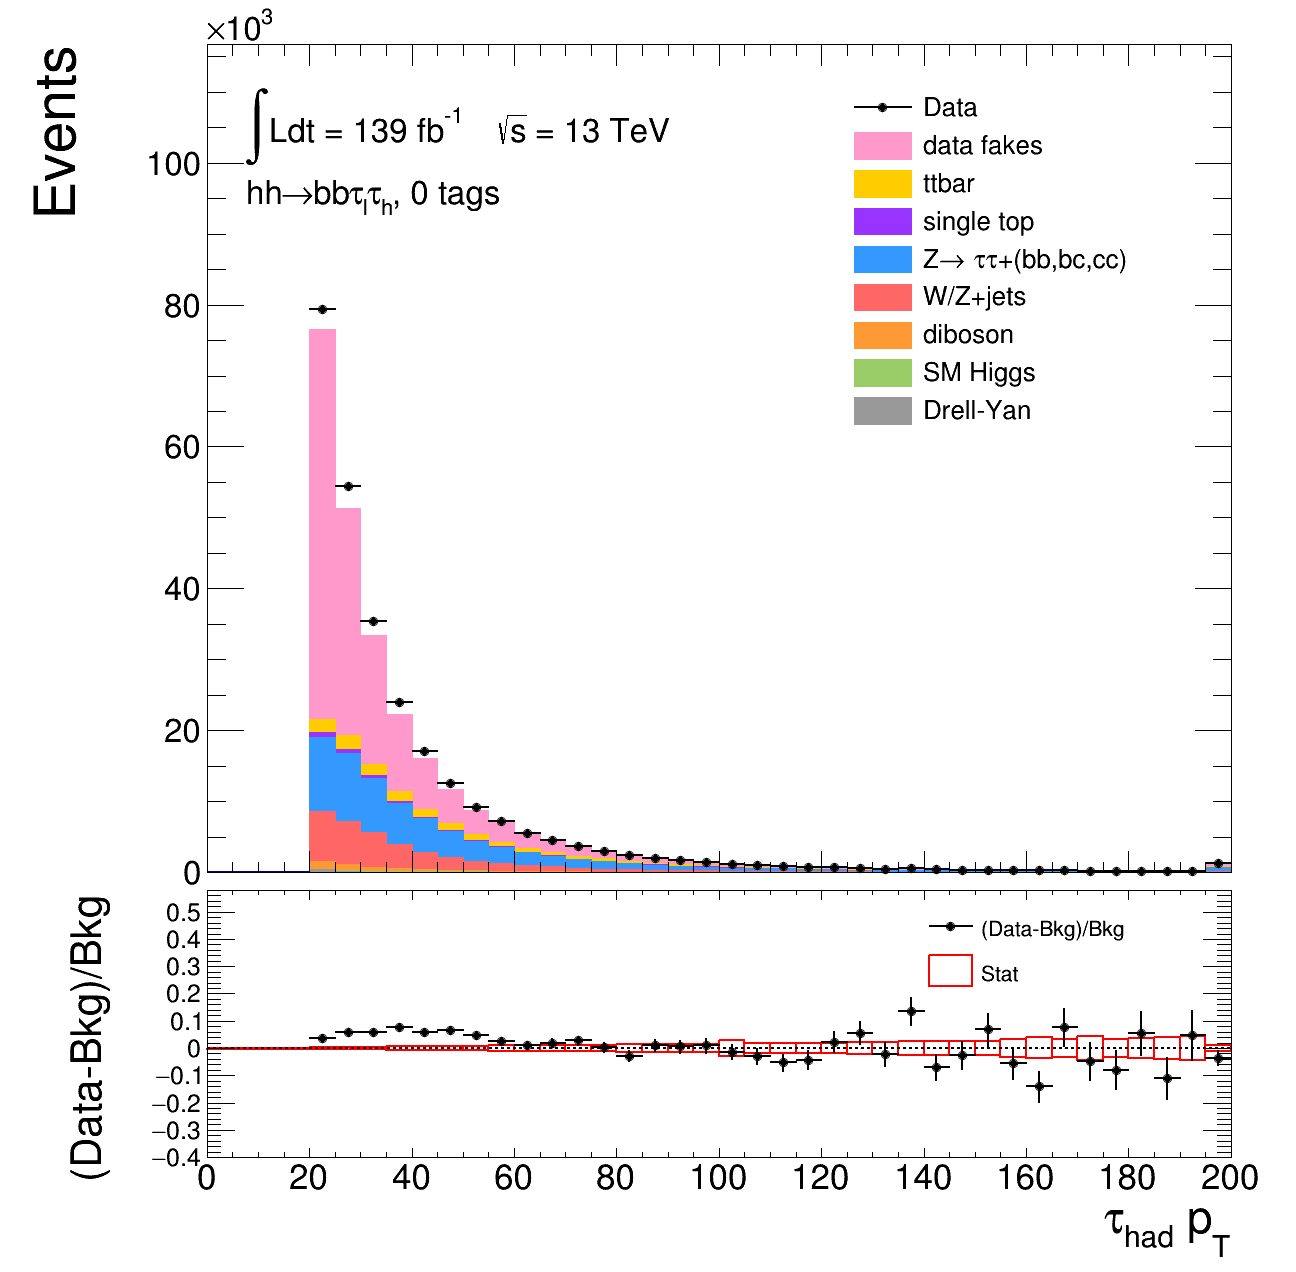 ×10³
Events
∫Ldt = 139 fb⁻¹ √s = 13 TeV
hh→bbτₗτₕ, 0 tags
Data
data fakes
ttbar
single top
Z→ ττ+(bb,bc,cc)
W/Z+jets
diboson
SM Higgs
Drell-Yan
100
80
60
40
20
0
(Data-Bkg)/Bkg
(Data-Bkg)/Bkg
Stat
0.5
0.4
0.3
0.2
0.1
0
−0.1
−0.2
−0.3
−0.4
0 20 40 60 80 100 120 140 160 180 200
τ_had p_T